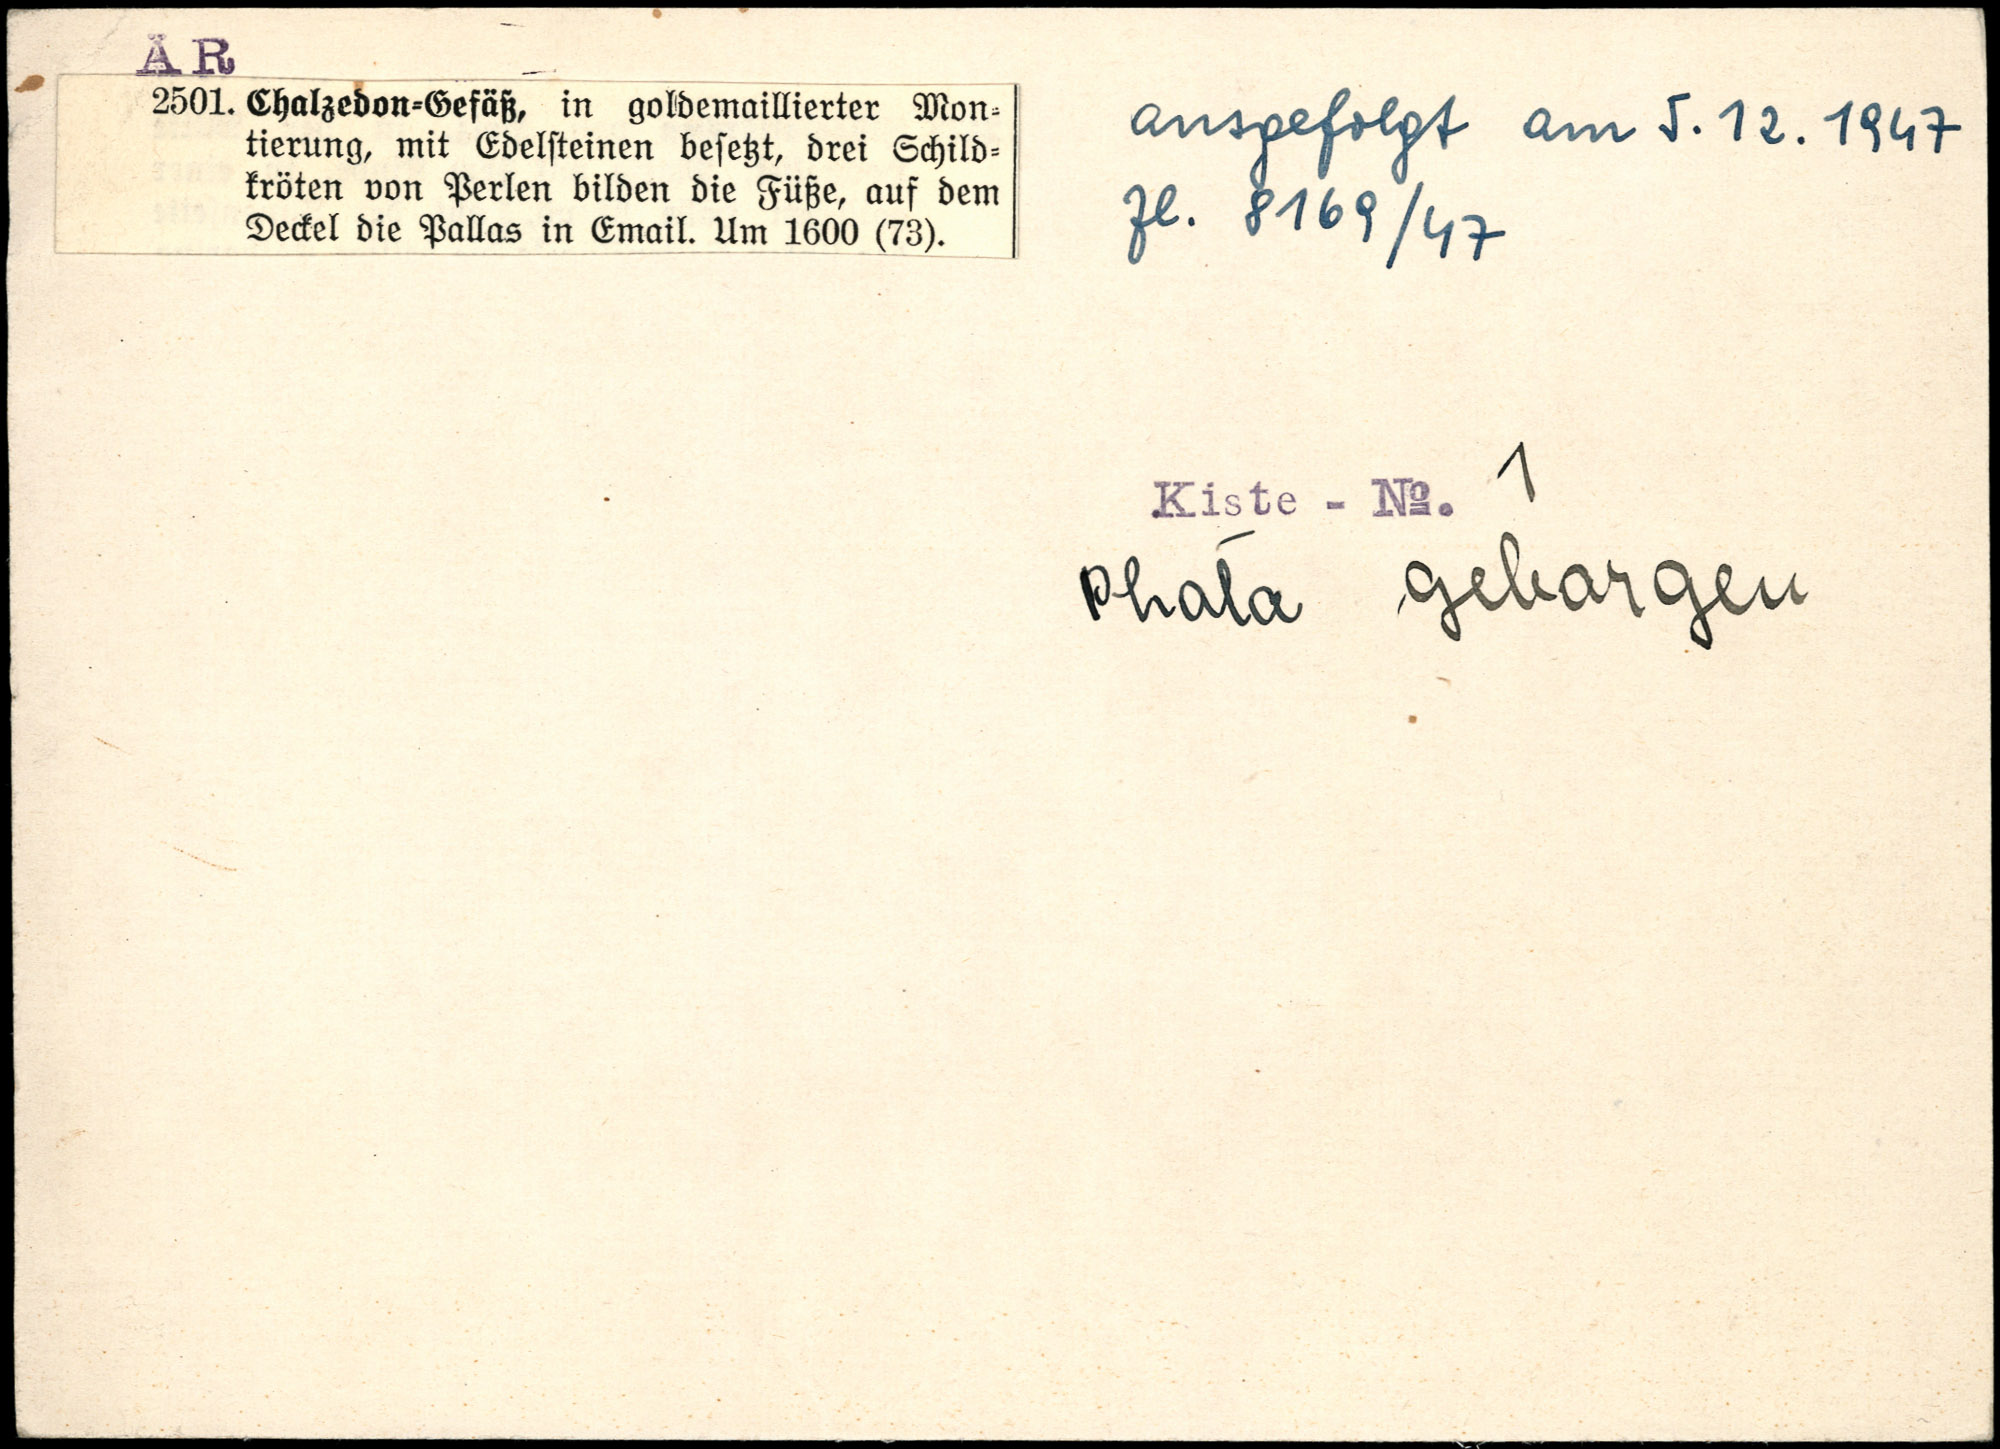 ÄR
2501. Chalzedon-Gefäß, in goldemaillierter Mon-
tierung, mit Edelsteinen besetzt, drei Schild-
kröten von Perlen bilden die Füße, auf dem
Deckel die Pallas in Email. Um 1600 (73).
ausgefolgt am 5. 12. 1947
Zl. 8169/47
Kiste - No. 1
Photo geborgen